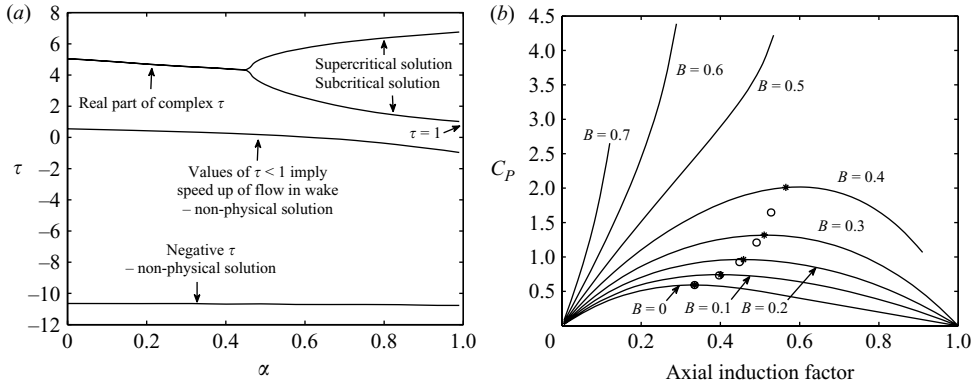 (a)
8
6
4
2
0
−2
−4
−6
−8
−10
−12
τ
Supercritical solution
Subcritical solution
Real part of complex τ
τ = 1
Values of τ < 1 imply
speed up of flow in wake
– non-physical solution
Negative τ
– non-physical solution
0 0.2 0.4 0.6 0.8 1.0
α
(b)
4.5
4.0
3.5
3.0
2.5
2.0
1.5
1.0
0.5
C_P
B = 0.6
B = 0.5
B = 0.7
B = 0.4
B = 0.3
B = 0
B = 0.1
B = 0.2
0 0.2 0.4 0.6 0.8 1.0
Axial induction factor